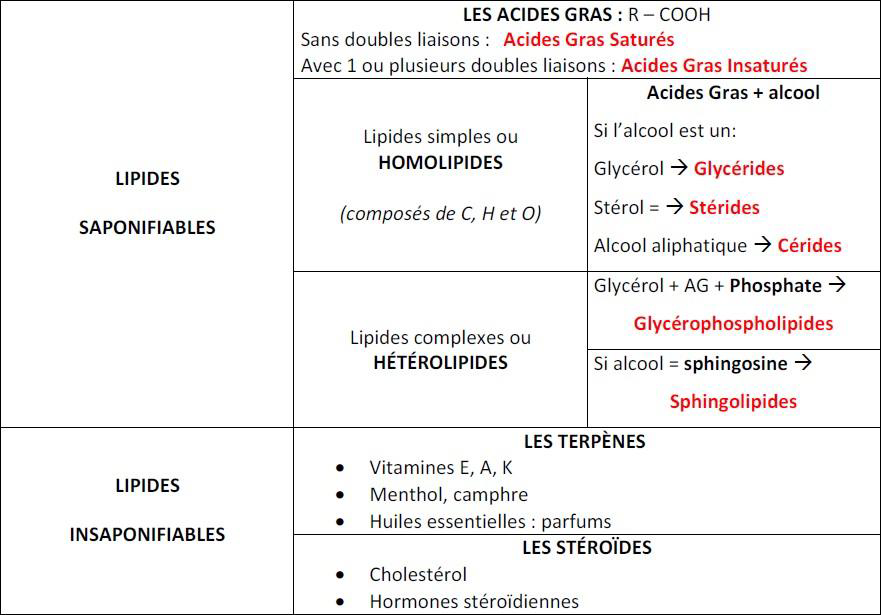 LES ACIDES GRAS : R – COOH
Sans doubles liaisons : Acides Gras Saturés
Avec 1 ou plusieurs doubles liaisons : Acides Gras Insaturés
LIPIDES
SAPONIFIABLES
Lipides simples ou
HOMOLIPIDES
(composés de C, H et O)
Acides Gras + alcool
Si l’alcool est un:
Glycérol → Glycérides
Stérol = → Stérides
Alcool aliphatique → Cérides
Lipides complexes ou
HÉTÉROLIPIDES
Glycérol + AG + Phosphate →
Glycérophospholipides
Si alcool = sphingosine →
Sphingolipides
LIPIDES
INSAPONIFIABLES
LES TERPÈNES
• Vitamines E, A, K
• Menthol, camphre
• Huiles essentielles : parfums
LES STÉROÏDES
• Cholestérol
• Hormones stéroïdiennes